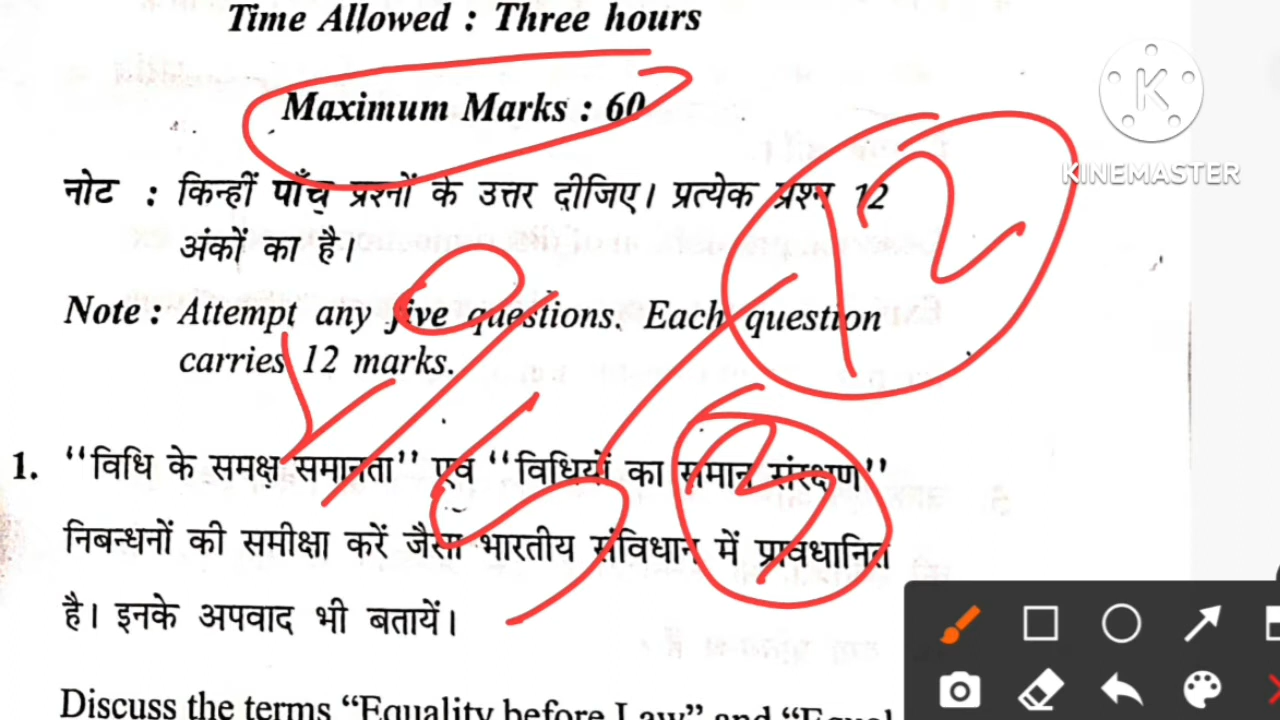 Time Allowed : Three hours
Maximum Marks : 60
KINEMASTER
नोट : किन्हीं पाँच प्रश्नों के उत्तर दीजिए। प्रत्येक प्रश्न 12
अंकों का है।
12
Note : Attempt any five questions. Each question
carries 12 marks.
1. “विधि के समक्ष समानता” एवं “विधियों का समान संरक्षण”
निबन्धनों की समीक्षा करें जैसा भारतीय संविधान में प्रावधानित
है। इनके अपवाद भी बतायें।
Discuss the terms “Equality before Law” and “Equal